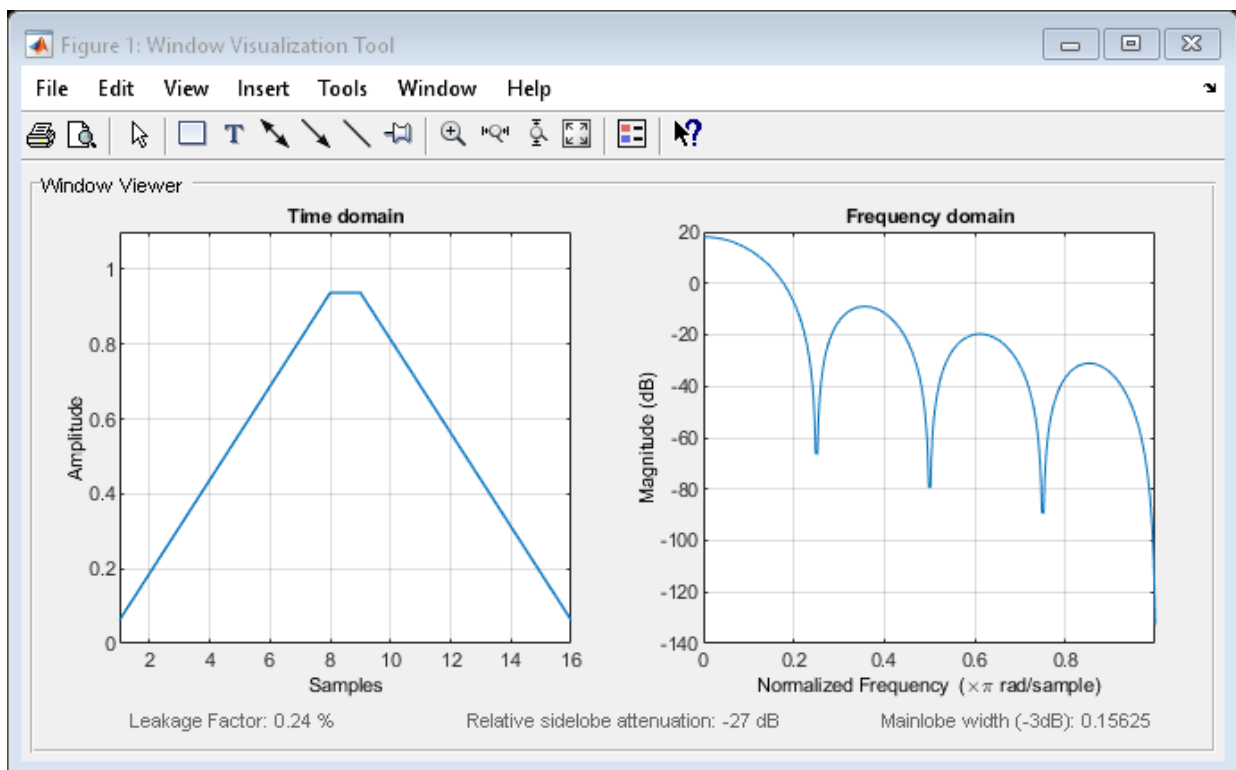 Figure 1: Window Visualization Tool
File Edit View Insert Tools Window Help
T
?
Window Viewer
Time domain
1
0.8
0.6
0.4
0.2
0
Amplitude
2 4 6 8 10 12 14 16
Samples
Frequency domain
20
0
-20
-40
-60
-80
-100
-120
-140
Magnitude (dB)
0 0.2 0.4 0.6 0.8
Normalized Frequency (×π rad/sample)
Leakage Factor: 0.24 % Relative sidelobe attenuation: -27 dB Mainlobe width (-3dB): 0.15625